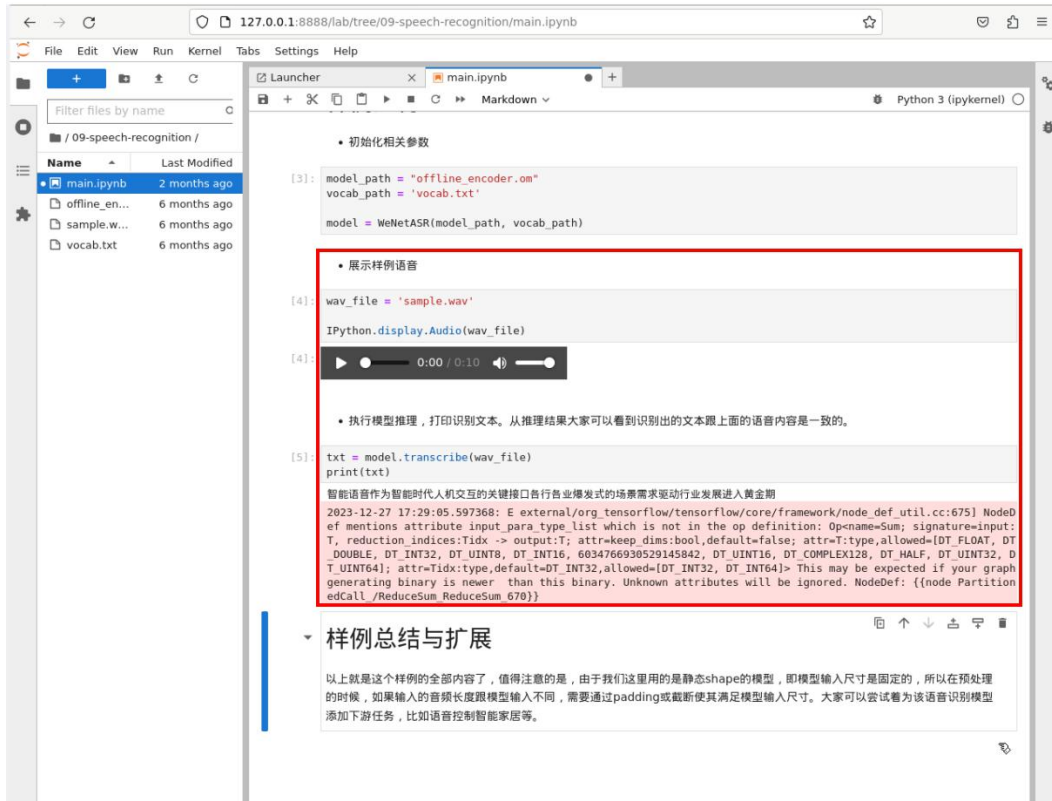 127.0.0.1:8888/lab/tree/09-speech-recognition/main.ipynb
File Edit View Run Kernel Tabs Settings Help
Launcher main.ipynb
Markdown Python 3 (ipykernel)
Filter files by name
/ 09-speech-recognition /
Name Last Modified
main.ipynb 2 months ago
offline_en... 6 months ago
sample.w... 6 months ago
vocab.txt 6 months ago
• 初始化相关参数
[3]: model_path = "offline_encoder.om"
vocab_path = 'vocab.txt'
model = WeNetASR(model_path, vocab_path)
• 展示样例语音
[4]: wav_file = 'sample.wav'
IPython.display.Audio(wav_file)
[4]: 0:00 / 0:10
• 执行模型推理，打印识别文本。从推理结果大家可以看到识别出的文本跟上面的语音内容是一致的。
[5]: txt = model.transcribe(wav_file)
print(txt)
智能语音作为智能时代人机交互的关键接口各行各业爆发式的场景需求驱动行业发展进入黄金期
2023-12-27 17:29:05.597368: E external/org_tensorflow/tensorflow/core/framework/node_def_util.cc:675] NodeD
ef mentions attribute input_para_type_list which is not in the op definition: Op<name=Sum; signature=input:
T, reduction_indices:Tidx -> output:T; attr=keep_dims:bool,default=false; attr=T:type,allowed=[DT_FLOAT, DT
_DOUBLE, DT_INT32, DT_UINT8, DT_INT16, 6034766930529145842, DT_UINT16, DT_COMPLEX128, DT_HALF, DT_UINT32, D
T_UINT64]; attr=Tidx:type,default=DT_INT32,allowed=[DT_INT32, DT_INT64]> This may be expected if your graph
generating binary is newer than this binary. Unknown attributes will be ignored. NodeDef: {{node Partition
edCall_/ReduceSum_ReduceSum_670}}
样例总结与扩展
以上就是这个样例的全部内容了，值得注意的是，由于我们这里用的是静态shape的模型，即模型输入尺寸是固定的，所以在预处理
的时候，如果输入的音频长度跟模型输入不同，需要通过padding或截断使其满足模型输入尺寸。大家可以尝试着为该语音识别模型
添加下游任务，比如语音控制智能家居等。